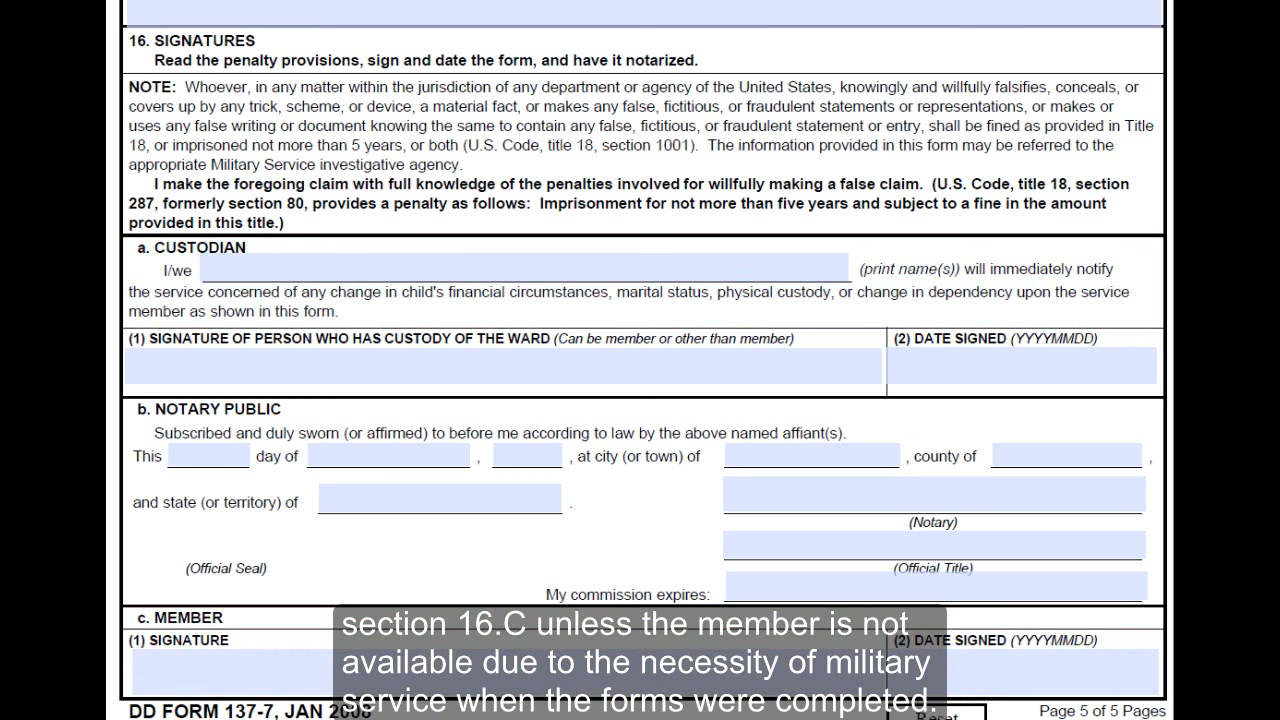 16. SIGNATURES
Read the penalty provisions, sign and date the form, and have it notarized.
NOTE: Whoever, in any matter within the jurisdiction of any department or agency of the United States, knowingly and willfully falsifies, conceals, or
covers up by any trick, scheme, or device, a material fact, or makes any false, fictitious, or fraudulent statements or representations, or makes or
uses any false writing or document knowing the same to contain any false, fictitious, or fraudulent statement or entry, shall be fined as provided in Title
18, or imprisoned not more than 5 years, or both (U.S. Code, title 18, section 1001). The information provided in this form may be referred to the
appropriate Military Service investigative agency.
I make the foregoing claim with full knowledge of the penalties involved for willfully making a false claim. (U.S. Code, title 18, section
287, formerly section 80, provides a penalty as follows: Imprisonment for not more than five years and subject to a fine in the amount
provided in this title.)
a. CUSTODIAN
I/we (print name(s)) will immediately notify
the service concerned of any change in child's financial circumstances, marital status, physical custody, or change in dependency upon the service
member as shown in this form.
(1) SIGNATURE OF PERSON WHO HAS CUSTODY OF THE WARD (Can be member or other than member) (2) DATE SIGNED (YYYYMMDD)
b. NOTARY PUBLIC
Subscribed and duly sworn (or affirmed) to before me according to law by the above named affiant(s).
This day of , , at city (or town) of , county of ,
and state (or territory) of .
(Notary)
(Official Seal) (Official Title)
My commission expires:
c. MEMBER
(1) SIGNATURE (2) DATE SIGNED (YYYYMMDD)
section 16.C unless the member is not
available due to the necessity of military
service when the forms were completed.
DD FORM 137-7, JAN 2008 Reset Page 5 of 5 Pages